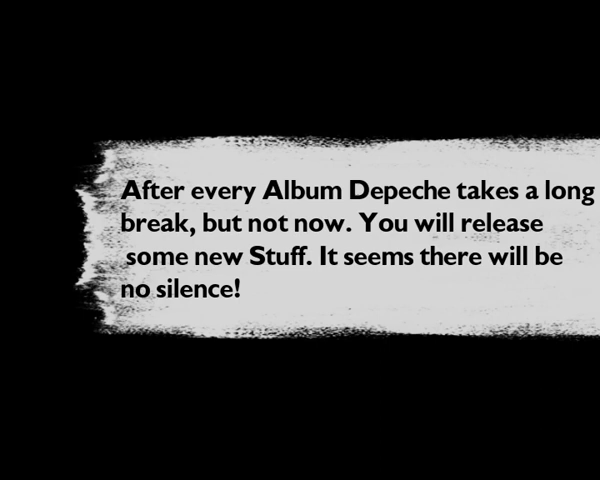 After every Album Depeche takes a long
break, but not now. You will release
some new Stuff. It seems there will be
no silence!